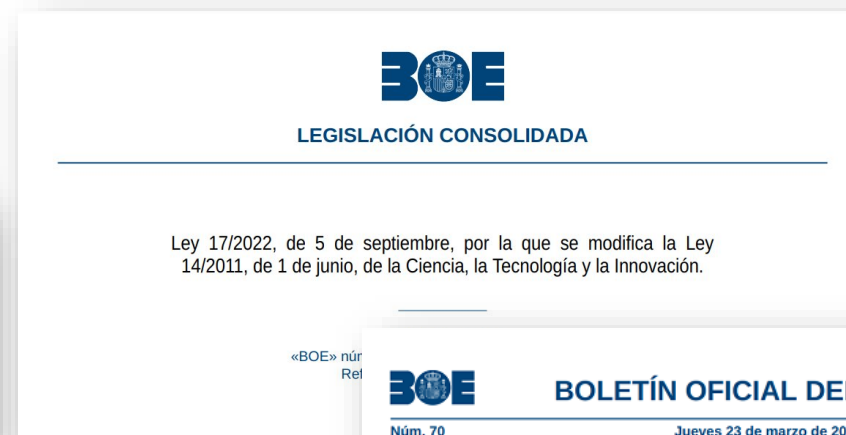 BOE
LEGISLACIÓN CONSOLIDADA
Ley 17/2022, de 5 de septiembre, por la que se modifica la Ley
14/2011, de 1 de junio, de la Ciencia, la Tecnología y la Innovación.
«BOE» núm
Ref
BOE
BOLETÍN OFICIAL DEL
Núm. 70
Jueves 23 de marzo de 20